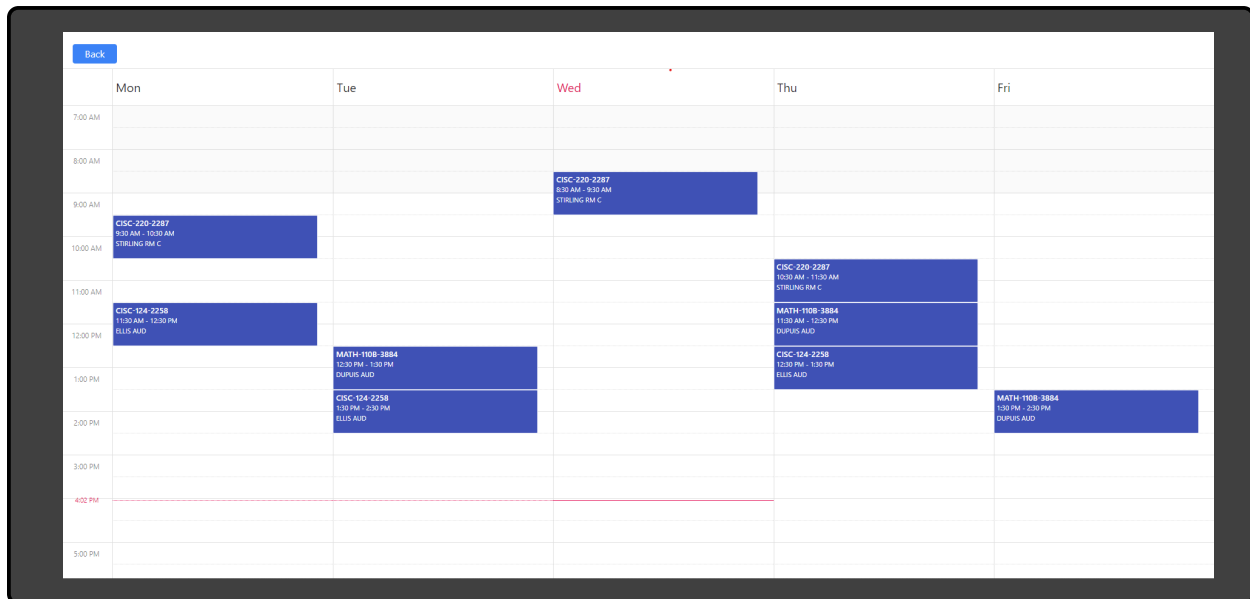 Back
Mon Tue Wed Thu Fri
7:00 AM
8:00 AM
CISC-220-2287
8:30 AM - 9:30 AM
STIRLING RM C
9:00 AM
CISC-220-2287
9:30 AM - 10:30 AM
STIRLING RM C
10:00 AM
CISC-220-2287
10:30 AM - 11:30 AM
STIRLING RM C
11:00 AM
CISC-124-2258
11:30 AM - 12:30 PM
ELLIS AUD
MATH-110B-3884
11:30 AM - 12:30 PM
DUPUIS AUD
12:00 PM
MATH-110B-3884
12:30 PM - 1:30 PM
DUPUIS AUD
CISC-124-2258
12:30 PM - 1:30 PM
ELLIS AUD
1:00 PM
CISC-124-2258
1:30 PM - 2:30 PM
ELLIS AUD
MATH-110B-3884
1:30 PM - 2:30 PM
DUPUIS AUD
2:00 PM
3:00 PM
4:02 PM
5:00 PM